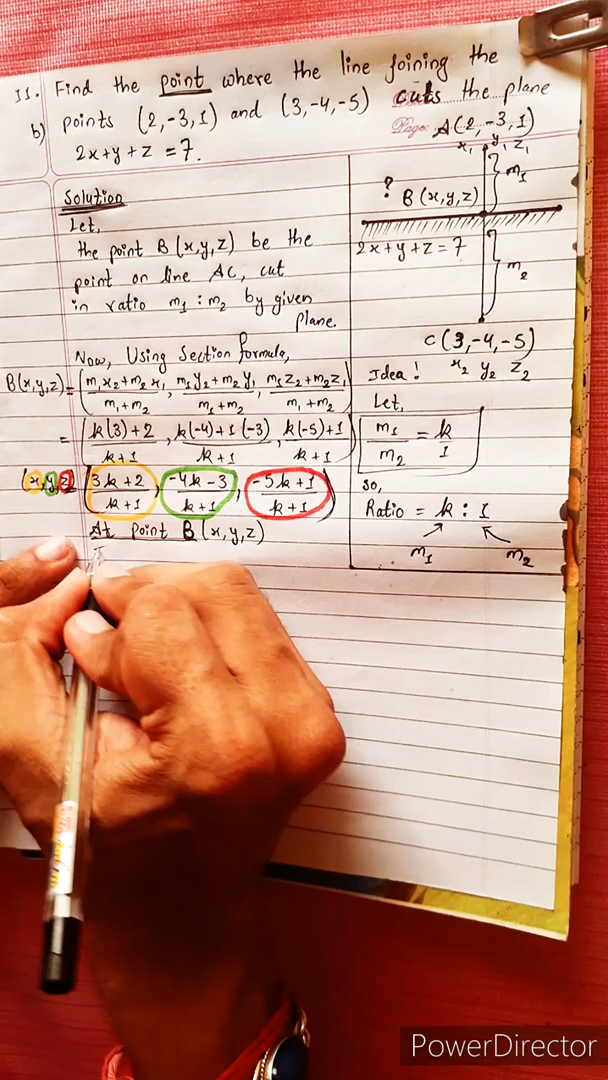 11. Find the point where the line joining the
b) points (2,-3,1) and (3,-4,-5) cuts the plane
2x+y+z=7.
Page:
A(2,-3,1)
x₁ y₁ z₁
Solution
Let,
the point B(x,y,z) be the
point on line AC, cut
in ratio m₁:m₂ by given
plane.
Now, Using Section formula,
B(x,y,z)=((m₁x₂+m₂x₁)/(m₁+m₂), (m₁y₂+m₂y₁)/(m₁+m₂), (m₁z₂+m₂z₁)/(m₁+m₂))
=((k(3)+2)/(k+1), (k(-4)+1(-3))/(k+1), (k(-5)+1)/(k+1))
(x,y,z)=((3k+2)/(k+1), (-4k-3)/(k+1), (-5k+1)/(k+1))
At point B(x,y,z)
m₁
? B(x,y,z)
2x+y+z=7
m₂
C(3,-4,-5)
x₂ y₂ z₂
Idea!
Let,
m₁/m₂ = k/1
so,
Ratio = k:1
m₁ m₂
PowerDirector